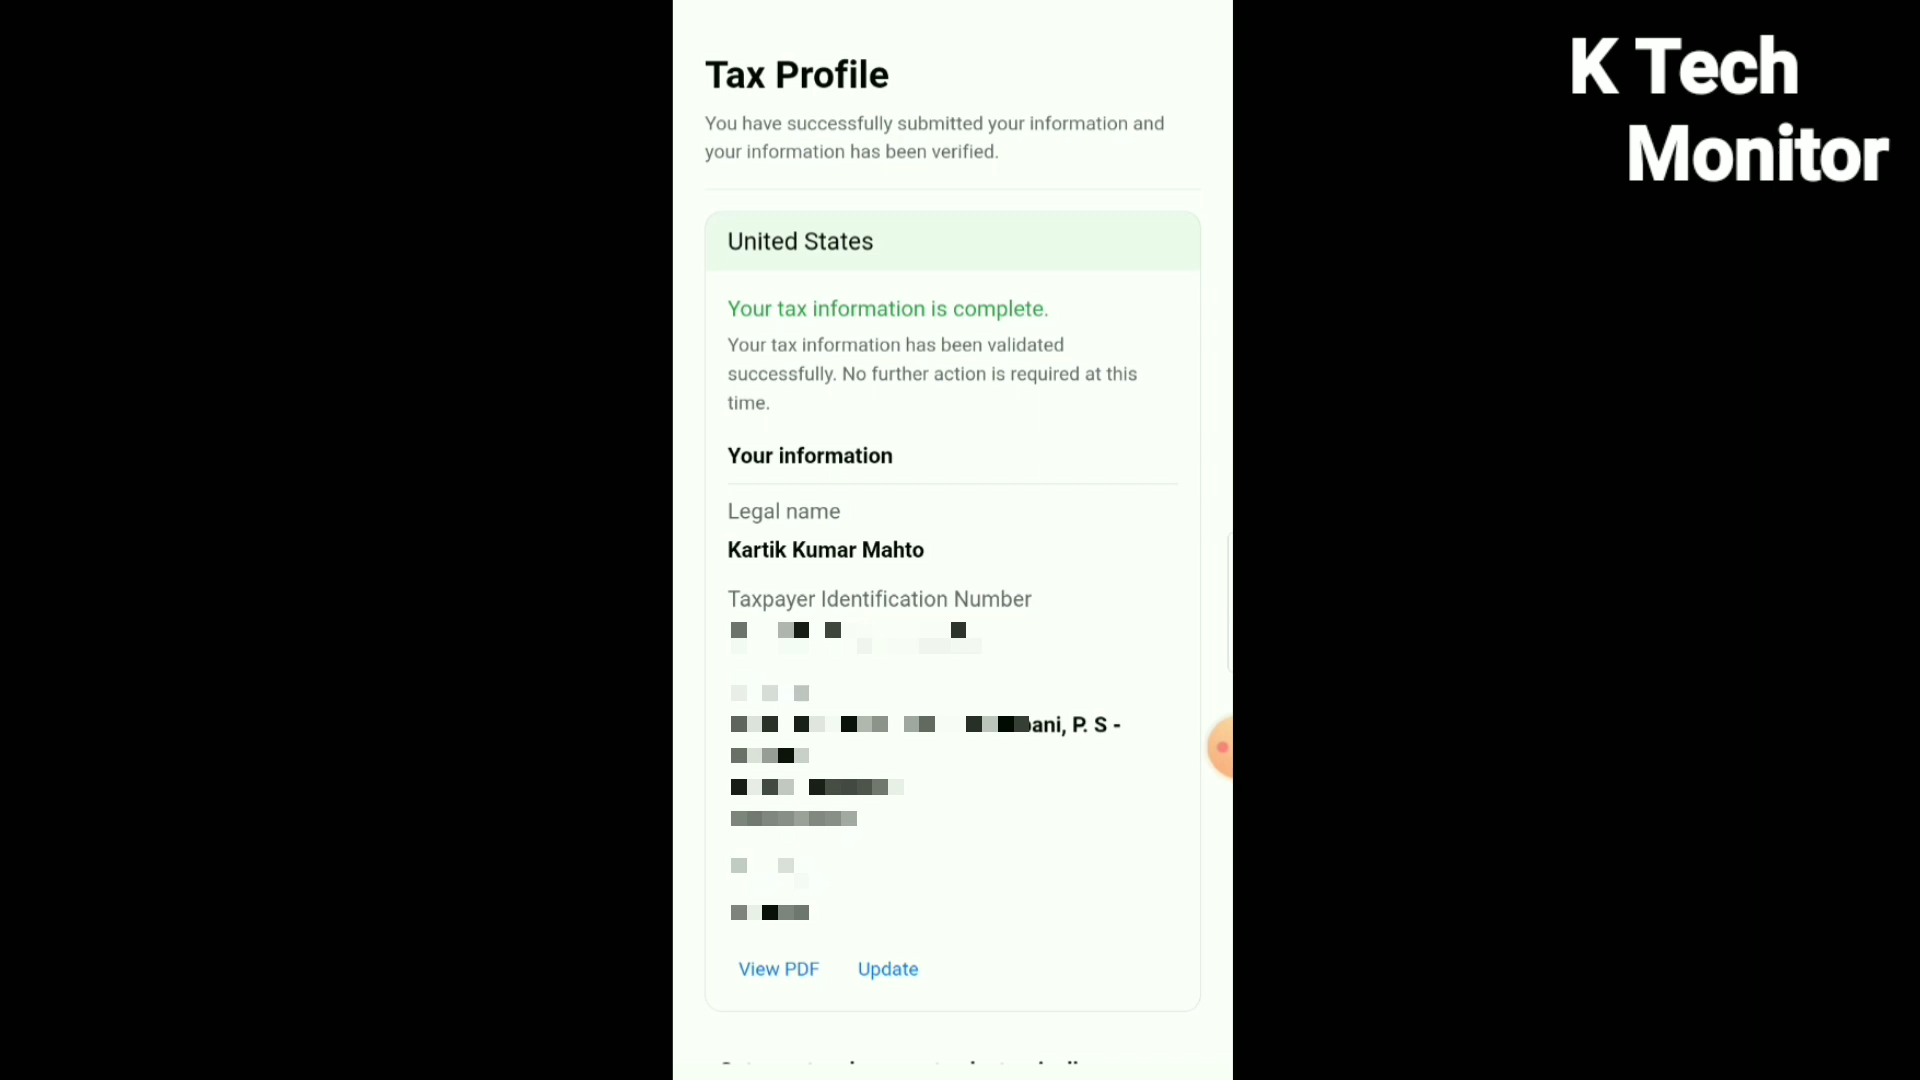 K Tech
Monitor
Tax Profile
You have successfully submitted your information and
your information has been verified.
United States
Your tax information is complete.
Your tax information has been validated
successfully. No further action is required at this
time.
Your information
Legal name
Kartik Kumar Mahto
Taxpayer Identification Number
P. S -
View PDF
Update